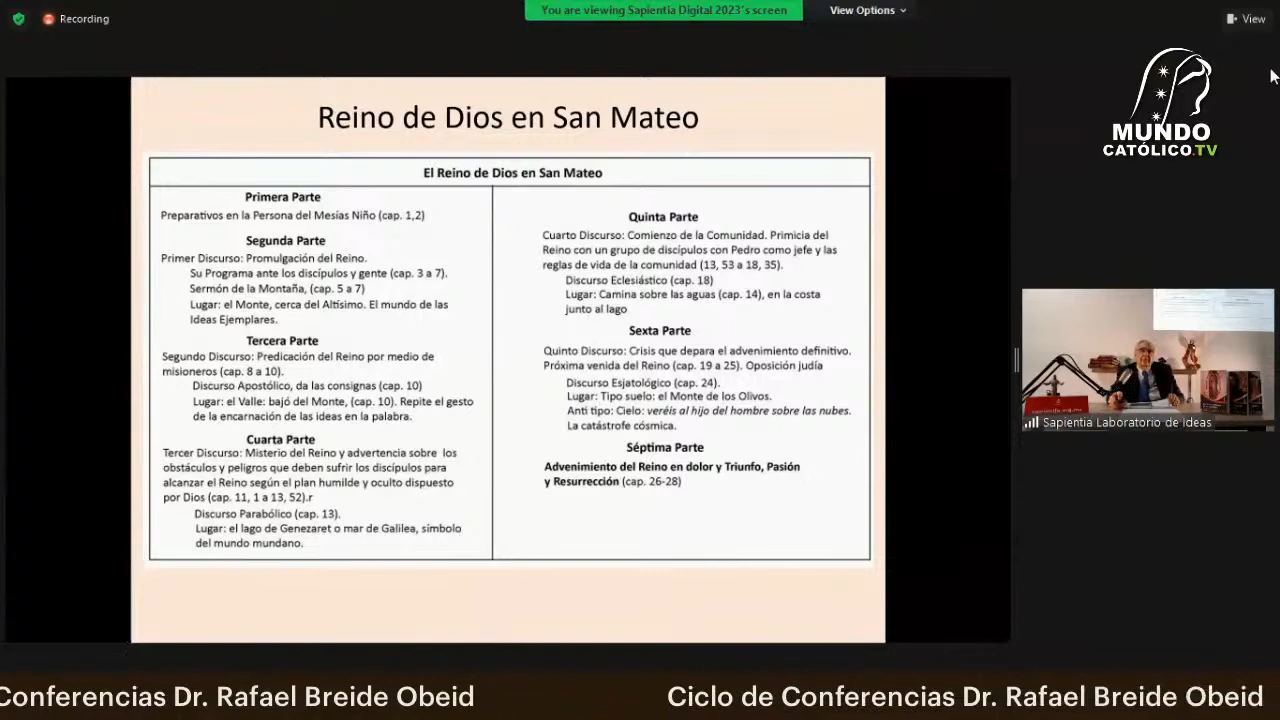 Recording
You are viewing Sapientia Digital 2023's screen
View Options
View
MUNDO
CATÓLICO.TV
Reino de Dios en San Mateo
El Reino de Dios en San Mateo
Primera Parte
Preparativos en la Persona del Mesías Niño (cap. 1,2)
Segunda Parte
Primer Discurso: Promulgación del Reino.
Su Programa ante los discípulos y gente (cap. 3 a 7).
Sermón de la Montaña, (cap. 5 a 7)
Lugar: el Monte, cerca del Altísimo. El mundo de las
Ideas Ejemplares.
Tercera Parte
Segundo Discurso: Predicación del Reino por medio de
misioneros (cap. 8 a 10).
Discurso Apostólico, da las consignas (cap. 10)
Lugar: el Valle: bajó del Monte, (cap. 10). Repite el gesto
de la encarnación de las ideas en la palabra.
Cuarta Parte
Tercer Discurso: Misterio del Reino y advertencia sobre los
obstáculos y peligros que deben sufrir los discípulos para
alcanzar el Reino según el plan humilde y oculto dispuesto
por Dios (cap. 11, 1 a 13, 52).r
Discurso Parabólico (cap. 13).
Lugar: el lago de Genezaret o mar de Galilea, símbolo
del mundo mundano.
Quinta Parte
Cuarto Discurso: Comienzo de la Comunidad. Primicia del
Reino con un grupo de discípulos con Pedro como jefe y las
reglas de vida de la comunidad (13, 53 a 18, 35).
Discurso Eclesiástico (cap. 18)
Lugar: Camina sobre las aguas (cap. 14), en la costa
junto al lago
Sexta Parte
Quinto Discurso: Crisis que depara el advenimiento definitivo.
Próxima venida del Reino (cap. 19 a 25). Oposición judía
Discurso Esjatológico (cap. 24).
Lugar: Tipo suelo: el Monte de los Olivos.
Anti tipo: Cielo: veréis al hijo del hombre sobre las nubes.
La catástrofe cósmica.
Séptima Parte
Advenimiento del Reino en dolor y Triunfo, Pasión
y Resurrección (cap. 26-28)
Sapientia Laboratorio de ideas
Conferencias Dr. Rafael Breide Obeid
Ciclo de Conferencias Dr. Rafael Breide Obeid